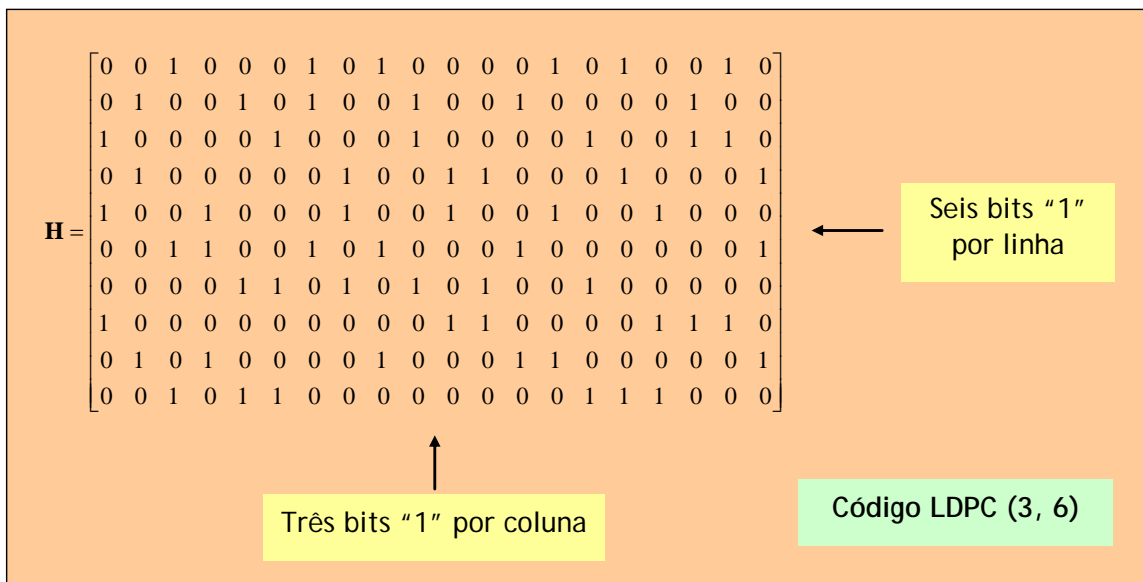 0 0 1 0 0 0 1 0 1 0 0 0 0 1 0 1 0 0 1 0
0 1 0 0 1 0 1 0 0 1 0 0 1 0 0 0 0 1 0 0
1 0 0 0 0 1 0 0 0 1 0 0 0 0 1 0 0 1 1 0
0 1 0 0 0 0 0 1 0 0 1 1 0 0 0 1 0 0 0 1
H = 1 0 0 1 0 0 0 1 0 0 1 0 0 1 0 0 1 0 0 0
0 0 1 1 0 0 1 0 1 0 0 0 1 0 0 0 0 0 0 1
0 0 0 0 1 1 0 1 0 1 0 1 0 0 1 0 0 0 0 0
1 0 0 0 0 0 0 0 0 0 1 1 0 0 0 0 1 1 1 0
0 1 0 1 0 0 0 0 1 0 0 0 1 1 0 0 0 0 0 1
0 0 1 0 1 1 0 0 0 0 0 0 0 0 1 1 1 0 0 0
Seis bits “1”
por linha
Três bits “1” por coluna
Código LDPC (3, 6)